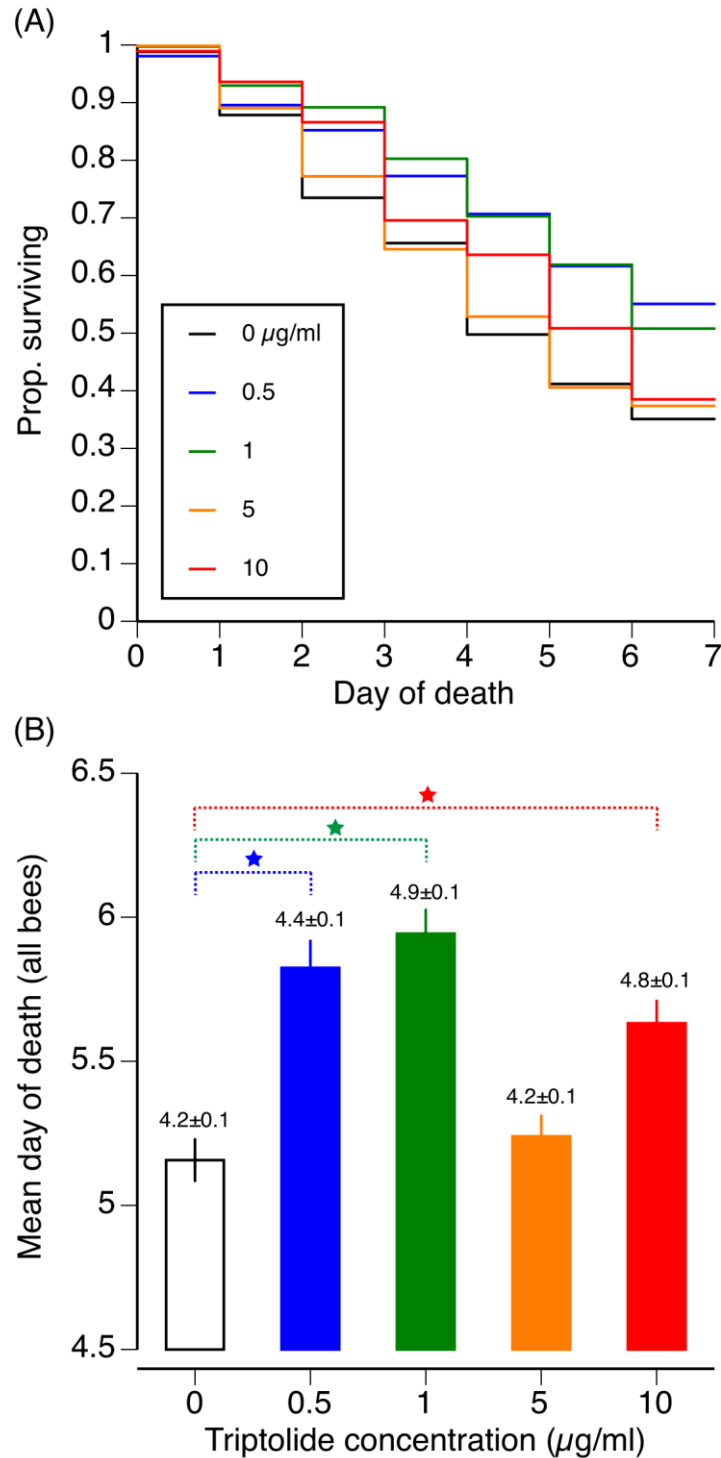 (A)
1
0.9
0.8
0.7
0.6
0.5
0.4
0.3
0.2
0.1
0
Prop. surviving
0 µg/ml
0.5
1
5
10
0 1 2 3 4 5 6 7
Day of death
(B)
6.5
6
5.5
5
4.5
Mean day of death (all bees)
4.2±0.1
4.4±0.1
4.9±0.1
4.2±0.1
4.8±0.1
0 0.5 1 5 10
Triptolide concentration (µg/ml)